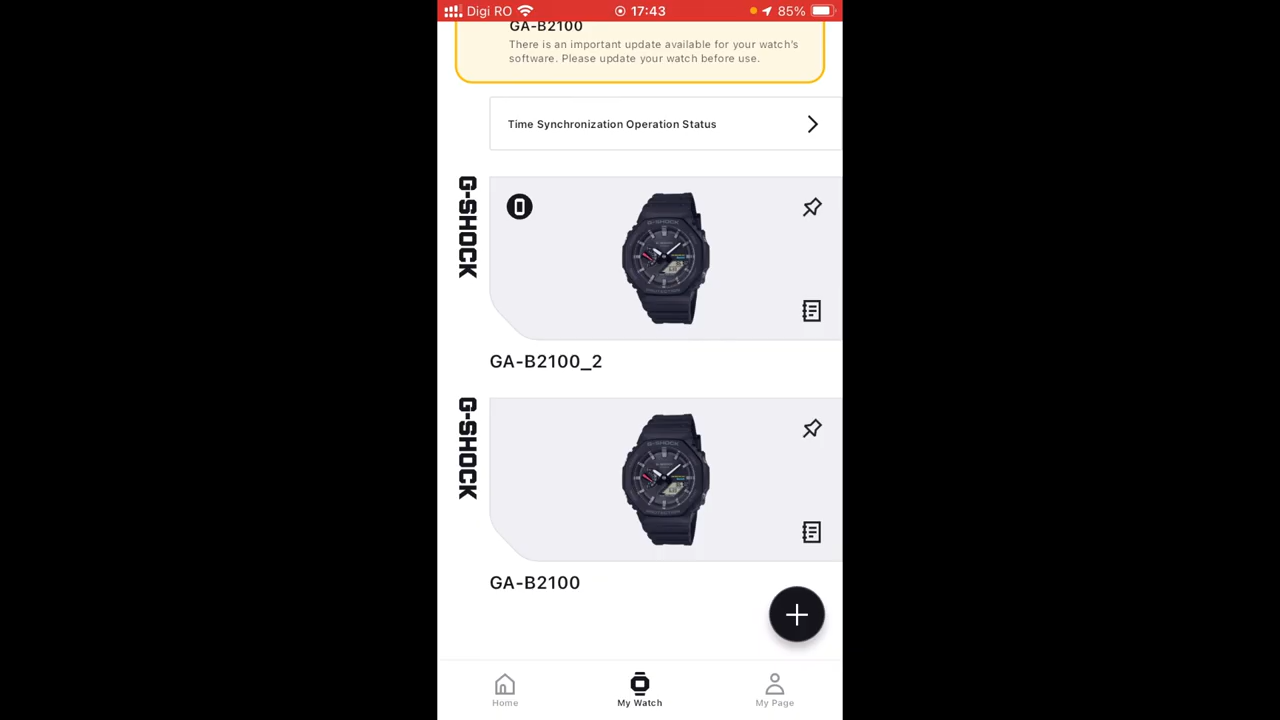 Digi RO 17:43 85%
GA-B2100
There is an important update available for your watch's
software. Please update your watch before use.
Time Synchronization Operation Status
G-SHOCK
GA-B2100_2
G-SHOCK
GA-B2100
Home My Watch My Page